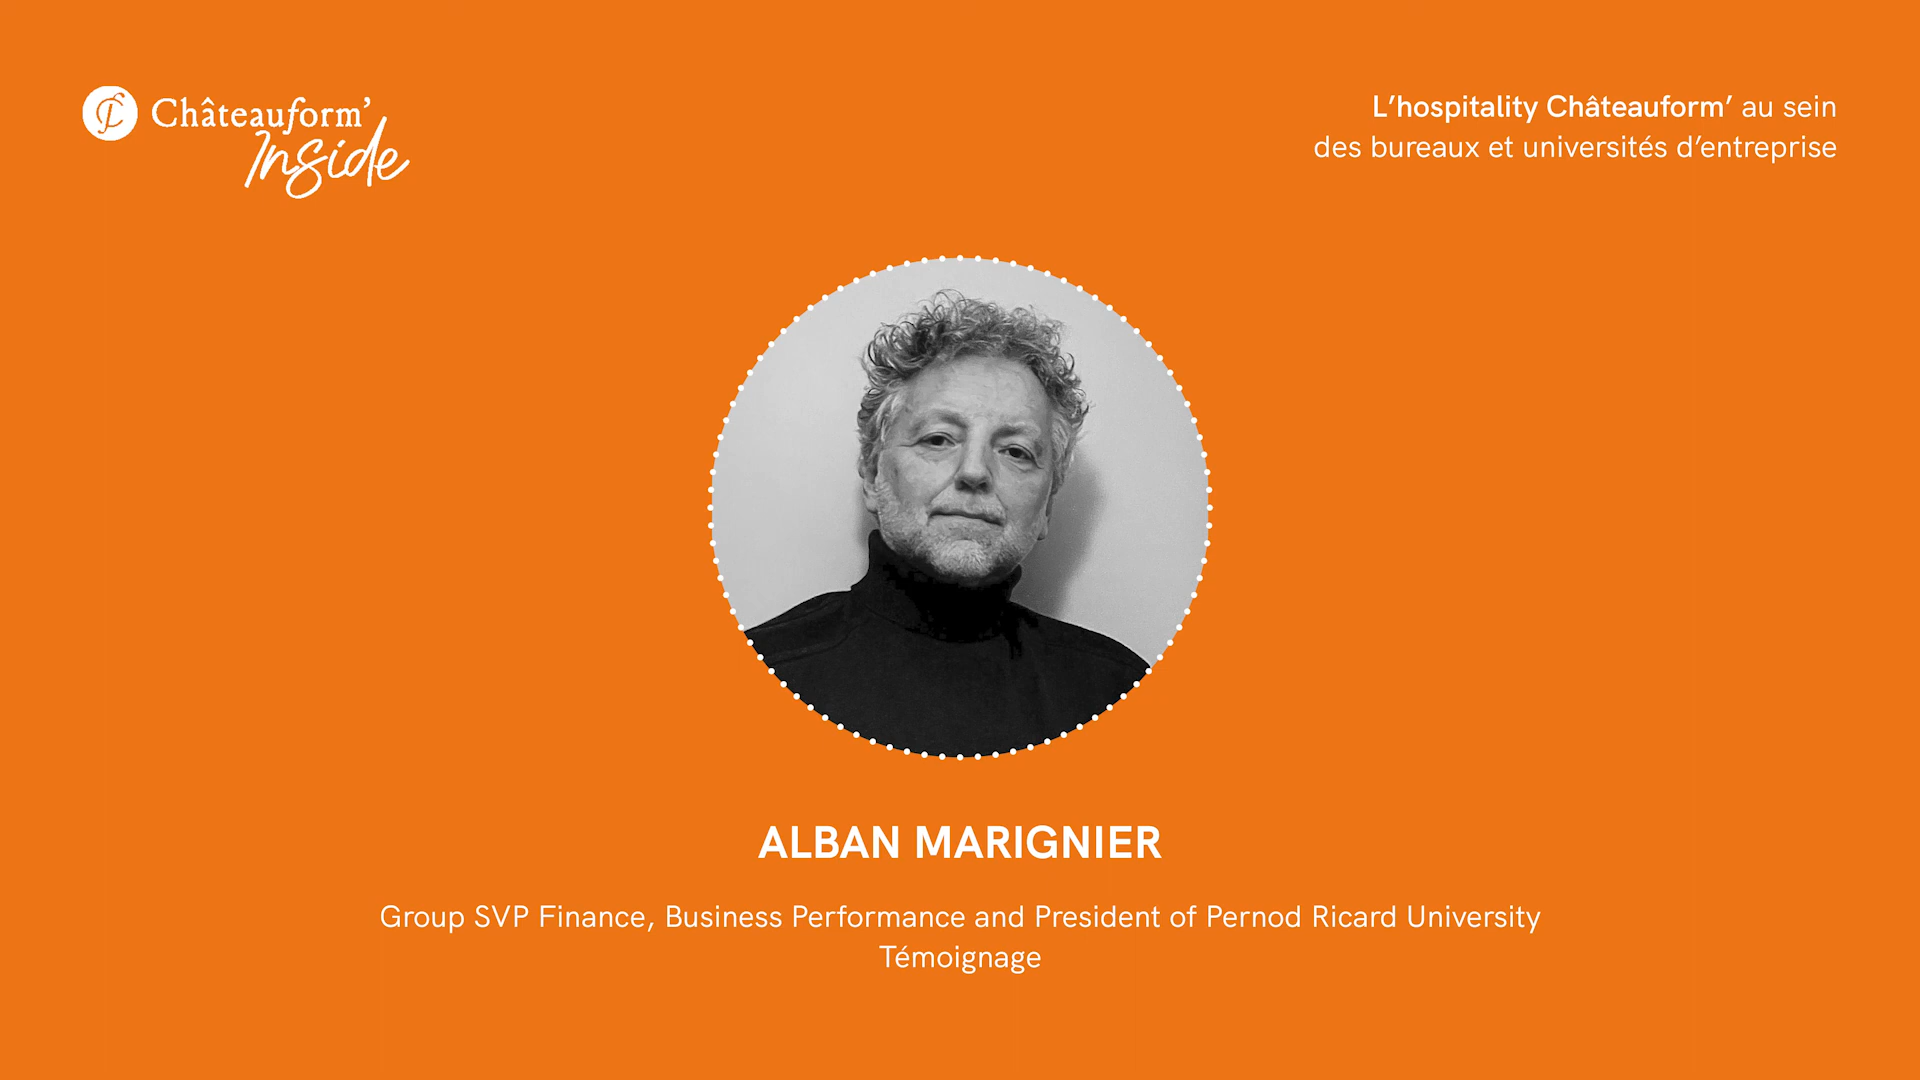 Châteauform’
Inside
L’hospitality Châteauform’ au sein
des bureaux et universités d’entreprise
ALBAN MARIGNIER
Group SVP Finance, Business Performance and President of Pernod Ricard University
Témoignage